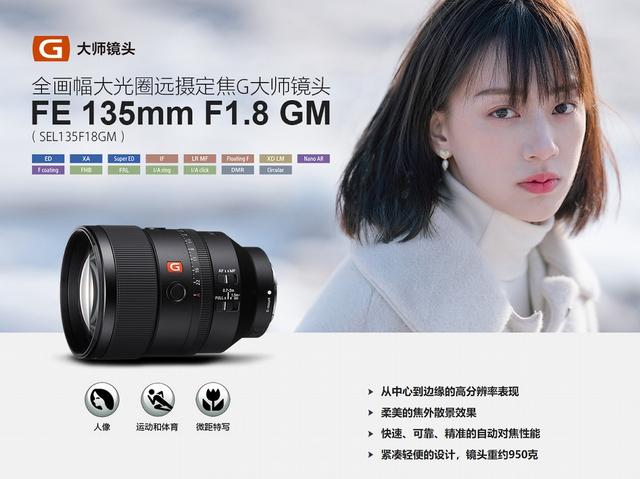 G 大师镜头
全画幅大光圈远摄定焦G大师镜头
FE 135mm F1.8 GM
( SEL135F18GM )
ED XA Super ED IF LR MF Floating F XD LM Nano AR
F coating FHB FRL I/A ring I/A click DMR Circular
G
AF MF
FULL
人像 运动和体育 微距特写
从中心到边缘的高分辨率表现
柔美的焦外散景效果
快速、可靠、精准的自动对焦性能
紧凑轻便的设计，镜头重约950克